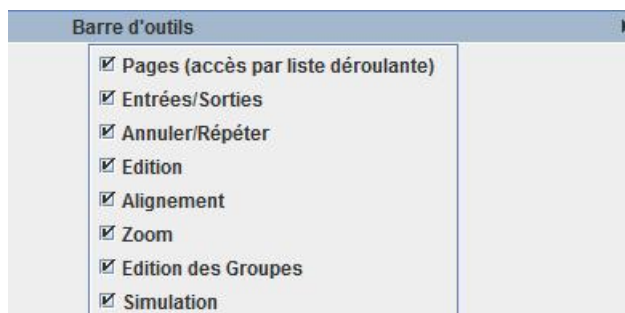 Barre d'outils
Pages (accès par liste déroulante)
Entrées/Sorties
Annuler/Répéter
Edition
Alignement
Zoom
Edition des Groupes
Simulation